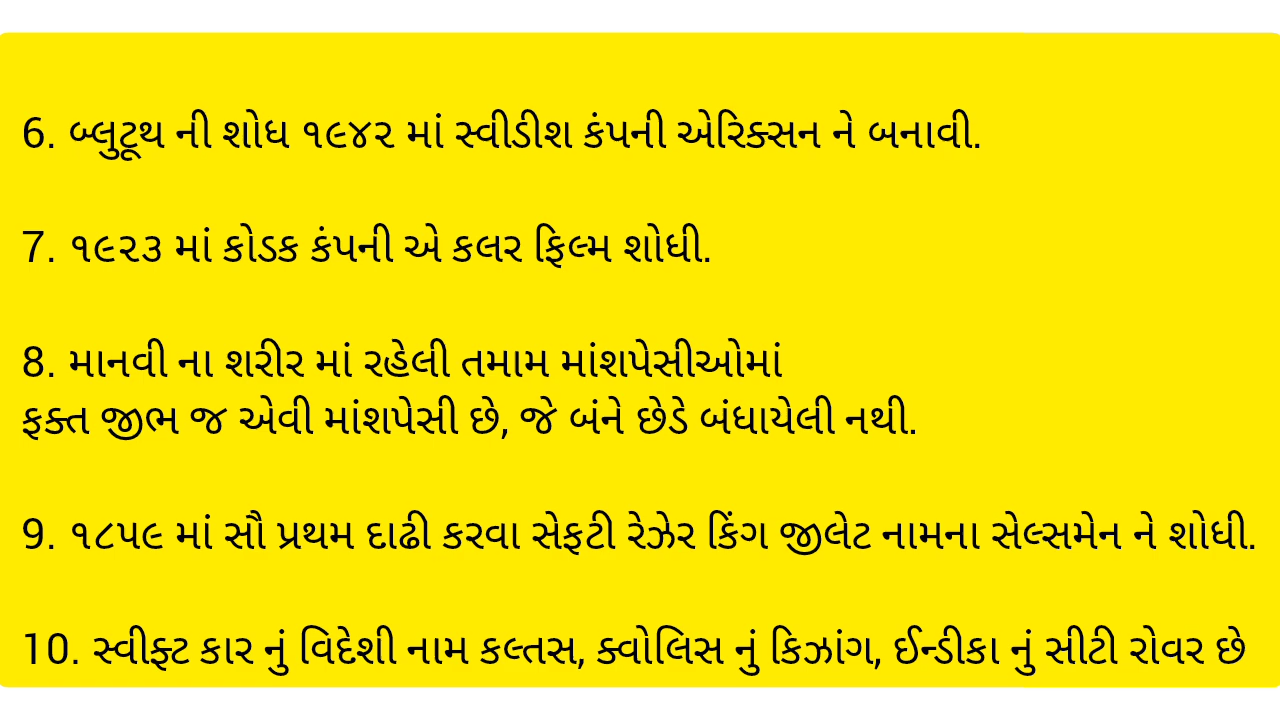 6. બ્લુટૂથ ની શોધ ૧૯૪૨ માં સ્વીડીશ કંપની એરિક્સન ને બનાવી.
7. ૧૯૨૩ માં કોડક કંપની એ કલર ફિલ્મ શોધી.
8. માનવી ના શરીર માં રહેલી તમામ માંશપેસીઓમાં
ફક્ત જીભ જ એવી માંશપેસી છે, જે બંને છેડે બંધાયેલી નથી.
9. ૧૮૫૯ માં સૌ પ્રથમ દાઢી કરવા સેફટી રેઝેર કિંગ જીલેટ નામના સેલ્સમેન ને શોધી.
10. સ્વીફ્ટ કાર નું વિદેશી નામ કલ્તસ, ક્વોલિસ નું કિઝાંગ, ઈન્ડીકા નું સીટી રોવર છે